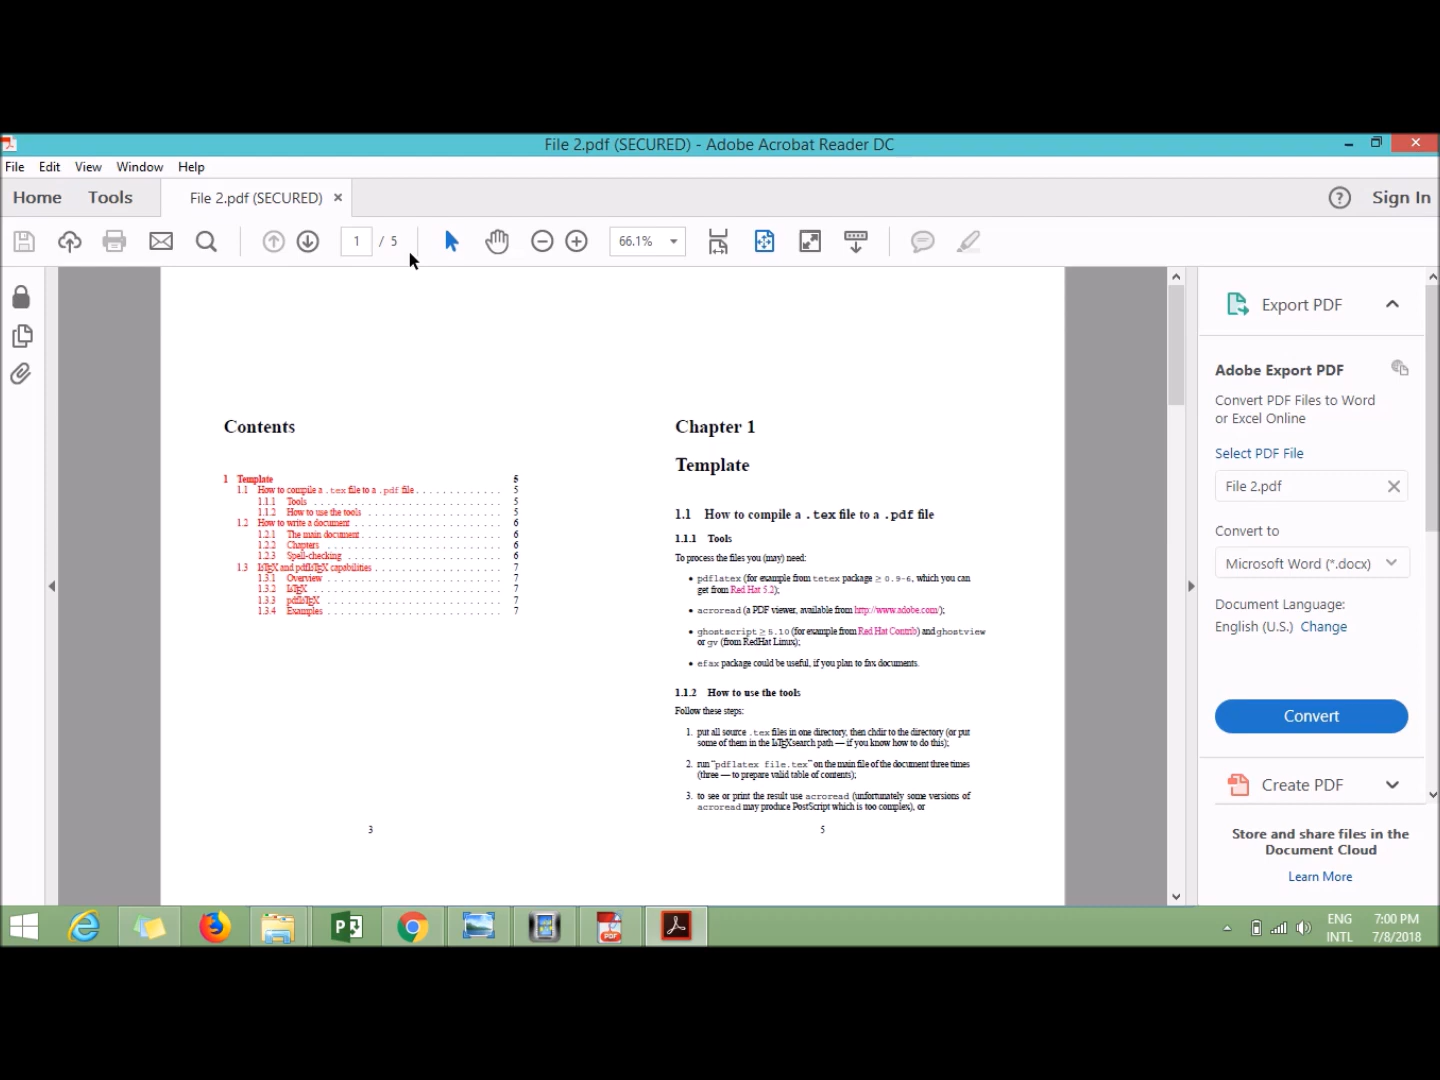 File 2.pdf (SECURED) - Adobe Acrobat Reader DC
File Edit View Window Help
Home Tools File 2.pdf (SECURED) × Sign In
1 / 5 66.1%
Contents
1 Template 5
1.1 How to compile a .tex file to a .pdf file . . . . . . . . . . . . . 5
1.1.1 Tools . . . . . . . . . . . . . . . . . . . . . . . . . . . 5
1.1.2 How to use the tools . . . . . . . . . . . . . . . . . . . 5
1.2 How to write a document . . . . . . . . . . . . . . . . . . . . . 6
1.2.1 The main document . . . . . . . . . . . . . . . . . . . . 6
1.2.2 Chapters . . . . . . . . . . . . . . . . . . . . . . . . . 6
1.2.3 Spell-checking . . . . . . . . . . . . . . . . . . . . . . 6
1.3 LaTeX and pdfLaTeX capabilities . . . . . . . . . . . . . . . . . . 7
1.3.1 Overview . . . . . . . . . . . . . . . . . . . . . . . . . 7
1.3.2 LaTeX . . . . . . . . . . . . . . . . . . . . . . . . . . 7
1.3.3 pdfLaTeX . . . . . . . . . . . . . . . . . . . . . . . . . 7
1.3.4 Examples . . . . . . . . . . . . . . . . . . . . . . . . . 7
3
Chapter 1
Template
1.1 How to compile a .tex file to a .pdf file
1.1.1 Tools
To process the files you (may) need:
• pdflatex (for example from tetex package ≥ 0.9-6, which you can
get from Red Hat 5.2);
• acroread (a PDF viewer, available from http://www.adobe.com/);
• ghostscript ≥ 5.10 (for example from Red Hat Contrib) and ghostview
or gv (from RedHat Linux);
• efax package could be useful, if you plan to fax documents.
1.1.2 How to use the tools
Follow these steps:
1. put all source .tex files in one directory, then chdir to the directory (or put
some of them in the LaTeXsearch path — if you know how to do this);
2. run “pdflatex file.tex” on the main file of the document three times
(three — to prepare valid table of contents);
3. to see or print the result use acroread (unfortunately some versions of
acroread may produce PostScript which is too complex), or
5
Export PDF
Adobe Export PDF
Convert PDF Files to Word
or Excel Online
Select PDF File
File 2.pdf
Convert to
Microsoft Word (*.docx)
Document Language:
English (U.S.) Change
Convert
Create PDF
Store and share files in the
Document Cloud
Learn More
ENG 7:00 PM
INTL 7/8/2018